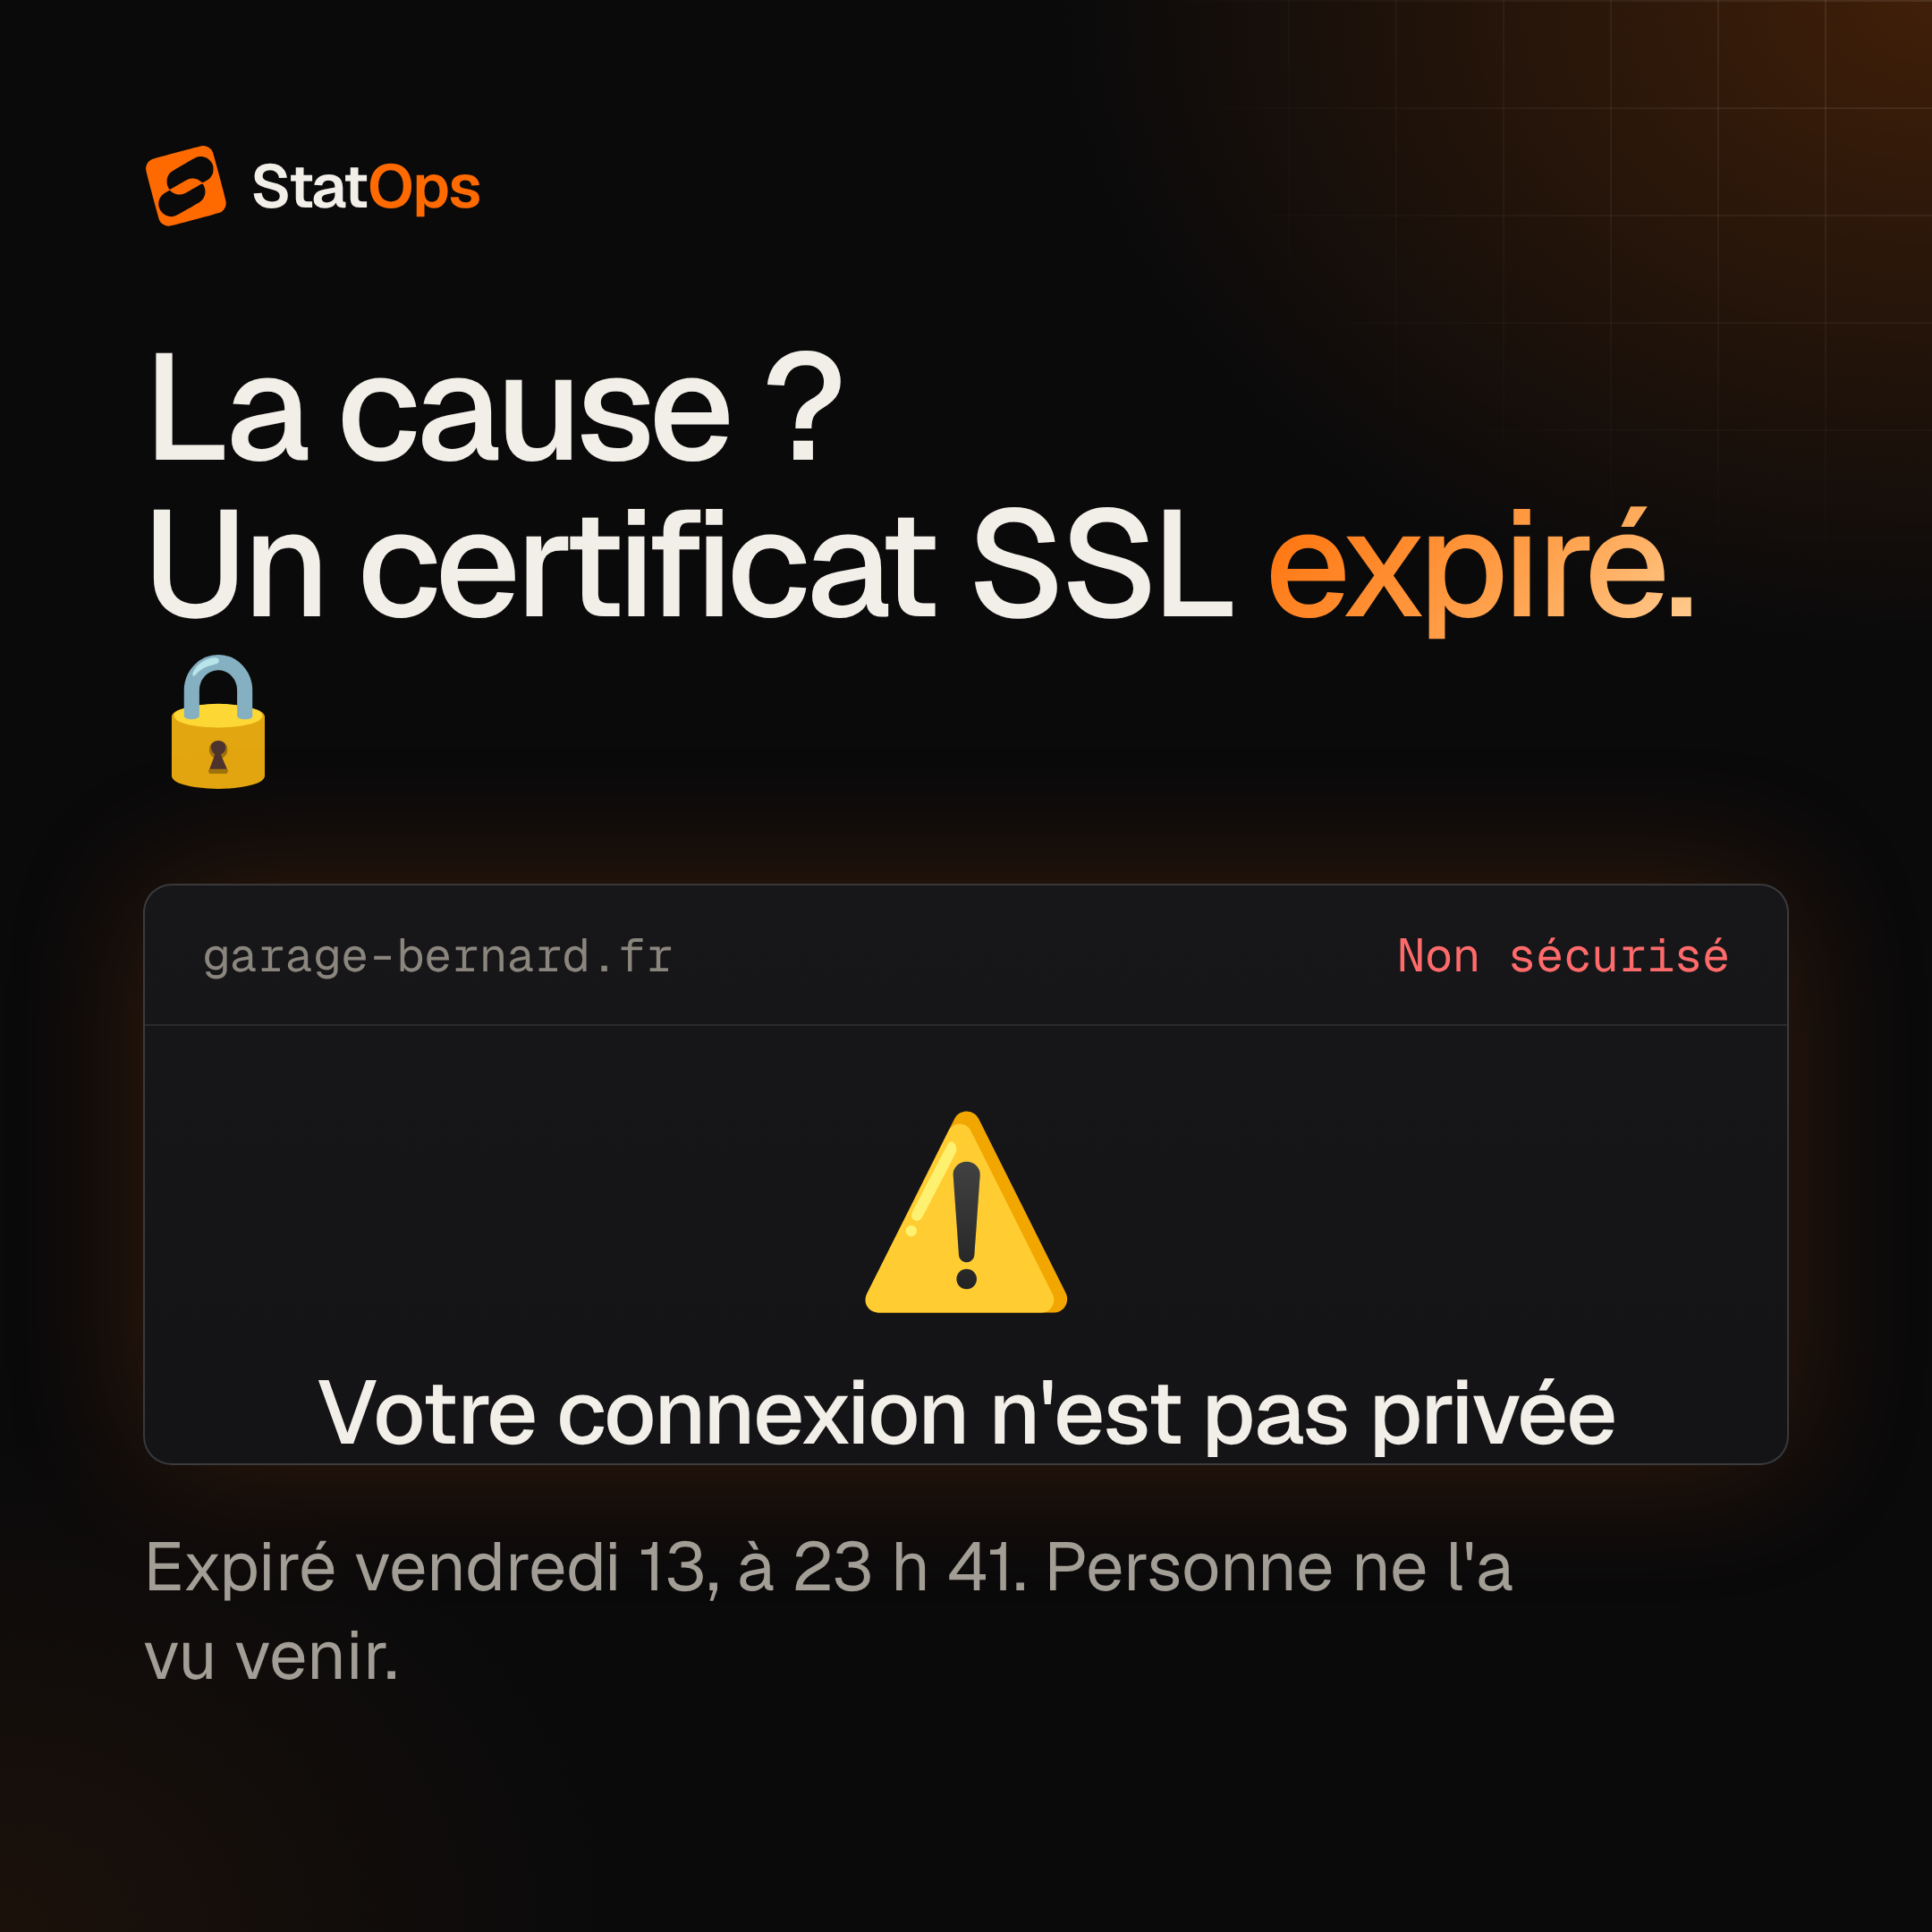 StatOps
La cause ?
Un certificat SSL expiré.
garage-bernard.fr
Non sécurisé
Votre connexion n'est pas privée
Expiré vendredi 13, à 23 h 41. Personne ne l'a
vu venir.